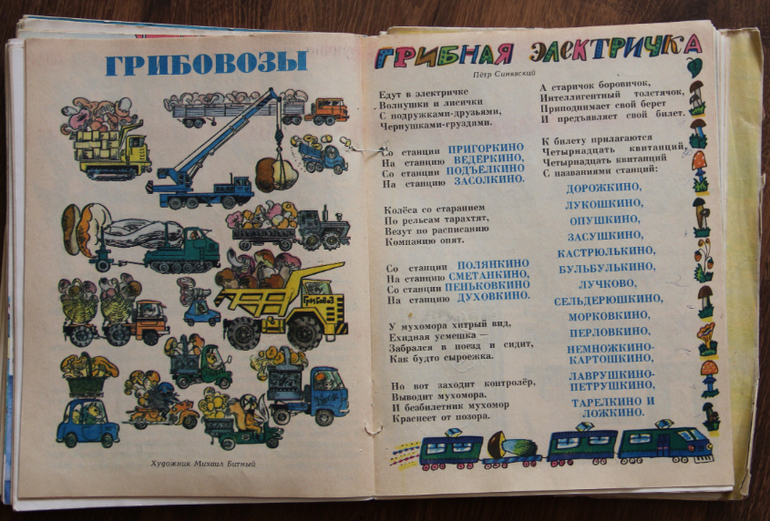 ГРИБОВОЗЫ
Грибовоз
Художник Михаил Битный
ГРИБНАЯ ЭЛЕКТРИЧКА
Пётр Синявский
Едут в электричке
Волнушки и лисички
С подружками-друзьями,
Чернушками-груздями.
Со станции ПРИГОРКИНО
На станцию ВЕДЕРКИНО,
Со станции ПОДЪЕЛКИНО
На станцию ЗАСОЛКИНО.
Колёса со старанием
По рельсам тарахтят,
Везут по расписанию
Компанию опят.
Со станции ПОЛЯНКИНО
На станцию СМЕТАНКИНО,
Со станции ПЕНЬКОВКИНО
На станцию ДУХОВКИНО.
У мухомора хитрый вид,
Ехидная усмешка —
Забрался в поезд и сидит,
Как будто сыроежка.
Но вот заходит контролёр,
Выводит мухомора.
И безбилетник мухомор
Краснеет от позора.
А старичок боровичок,
Интеллигентный толстячок,
Приподнимает свой берет
И предъявляет свой билет.
К билету прилагаются
Четырнадцать квитанций,
Четырнадцать квитанций
С названиями станций:
ДОРОЖКИНО,
ЛУКОШКИНО,
ОПУШКИНО,
ЗАСУШКИНО,
КАСТРЮЛЬКИНО,
БУЛЬБУЛЬКИНО,
ЛУЧКОВО,
СЕЛЬДЕРЮШКИНО,
МОРКОВКИНО,
ПЕРЛОВКИНО,
НЕМНОЖКИНО-
КАРТОШКИНО,
ЛАВРУШКИНО-
ПЕТРУШКИНО,
ТАРЕЛКИНО И
ЛОЖКИНО.